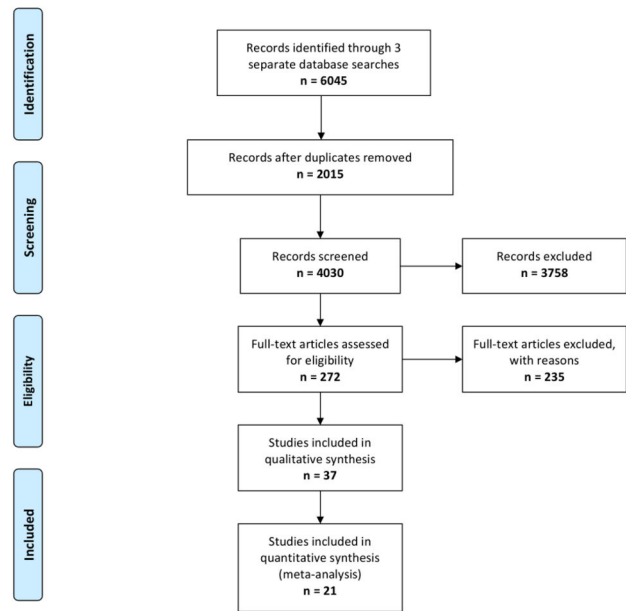 Identification
Records identified through 3
separate database searches
n = 6045
Records after duplicates removed
n = 2015
Screening
Records screened
n = 4030
Records excluded
n = 3758
Eligibility
Full-text articles assessed
for eligibility
n = 272
Full-text articles excluded,
with reasons
n = 235
Studies included in
qualitative synthesis
n = 37
Included
Studies included in
quantitative synthesis
(meta-analysis)
n = 21